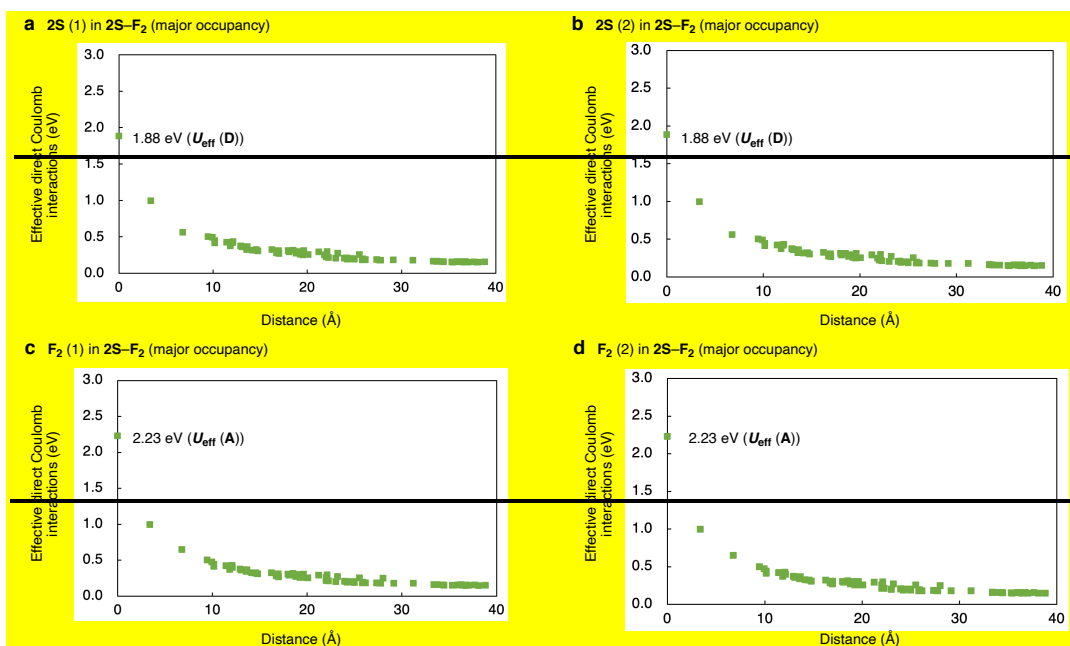 a 2S (1) in 2S–F2 (major occupancy)
3.0
2.5
2.0
1.5
1.0
0.5
0.0
0 10 20 30 40
1.88 eV (Ueff (D))
Effective direct Coulomb
interactions (eV)
Distance (Å)
b 2S (2) in 2S–F2 (major occupancy)
3.0
2.5
2.0
1.5
1.0
0.5
0.0
0 10 20 30 40
1.88 eV (Ueff (D))
Effective direct Coulomb
interactions (eV)
Distance (Å)
c F2 (1) in 2S–F2 (major occupancy)
3.0
2.5
2.0
1.5
1.0
0.5
0.0
0 10 20 30 40
2.23 eV (Ueff (A))
Effective direct Coulomb
interactions (eV)
Distance (Å)
d F2 (2) in 2S–F2 (major occupancy)
3.0
2.5
2.0
1.5
1.0
0.5
0.0
0 10 20 30 40
2.23 eV (Ueff (A))
Effective direct Coulomb
interactions (eV)
Distance (Å)